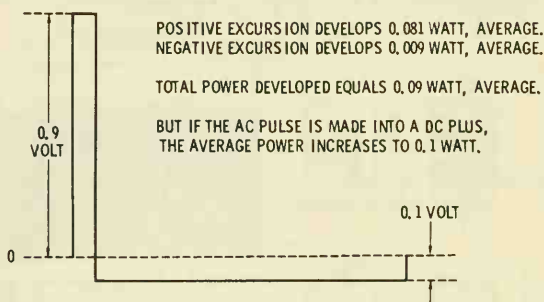 POSITIVE EXCURSION DEVELOPS 0.081 WATT, AVERAGE.
NEGATIVE EXCURSION DEVELOPS 0.009 WATT, AVERAGE.
TOTAL POWER DEVELOPED EQUALS 0.09 WATT, AVERAGE.
BUT IF THE AC PULSE IS MADE INTO A DC PLUS,
THE AVERAGE POWER INCREASES TO 0.1 WATT.
0.9
VOLT
0.1 VOLT
0